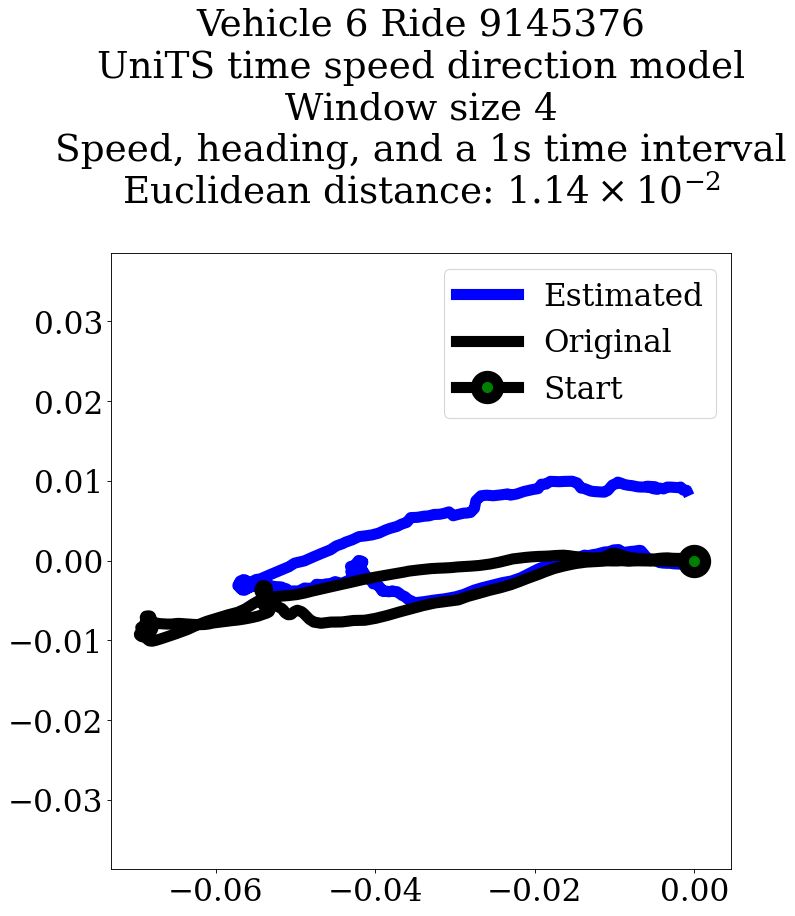 Vehicle 6 Ride 9145376
UniTS time speed direction model
Window size 4
Speed, heading, and a 1s time interval
Euclidean distance: 1.14 × 10⁻²
Estimated
Original
Start
0.03
0.02
0.01
0.00
−0.01
−0.02
−0.03
−0.06
−0.04
−0.02
0.00